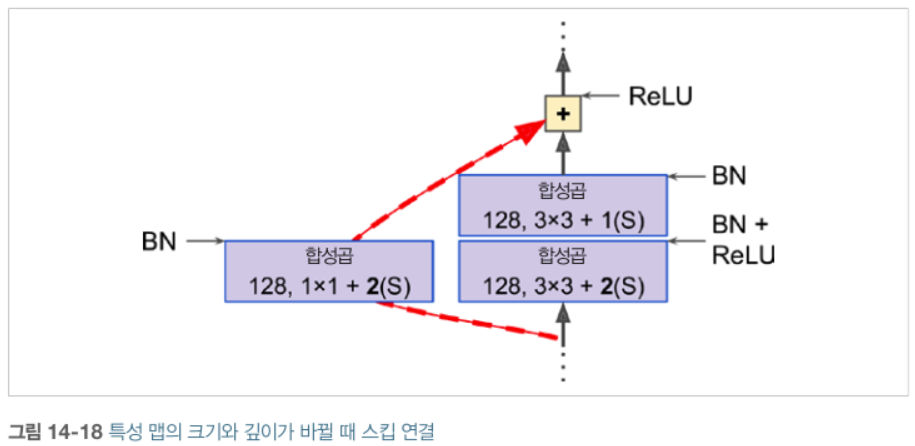 ReLU
합성곱
128, 3×3 + 1(S)
BN
BN
합성곱
128, 1×1 + 2(S)
합성곱
128, 3×3 + 2(S)
BN +
ReLU
+
그림 14-18 특성 맵의 크기와 깊이가 바뀔 때 스킵 연결